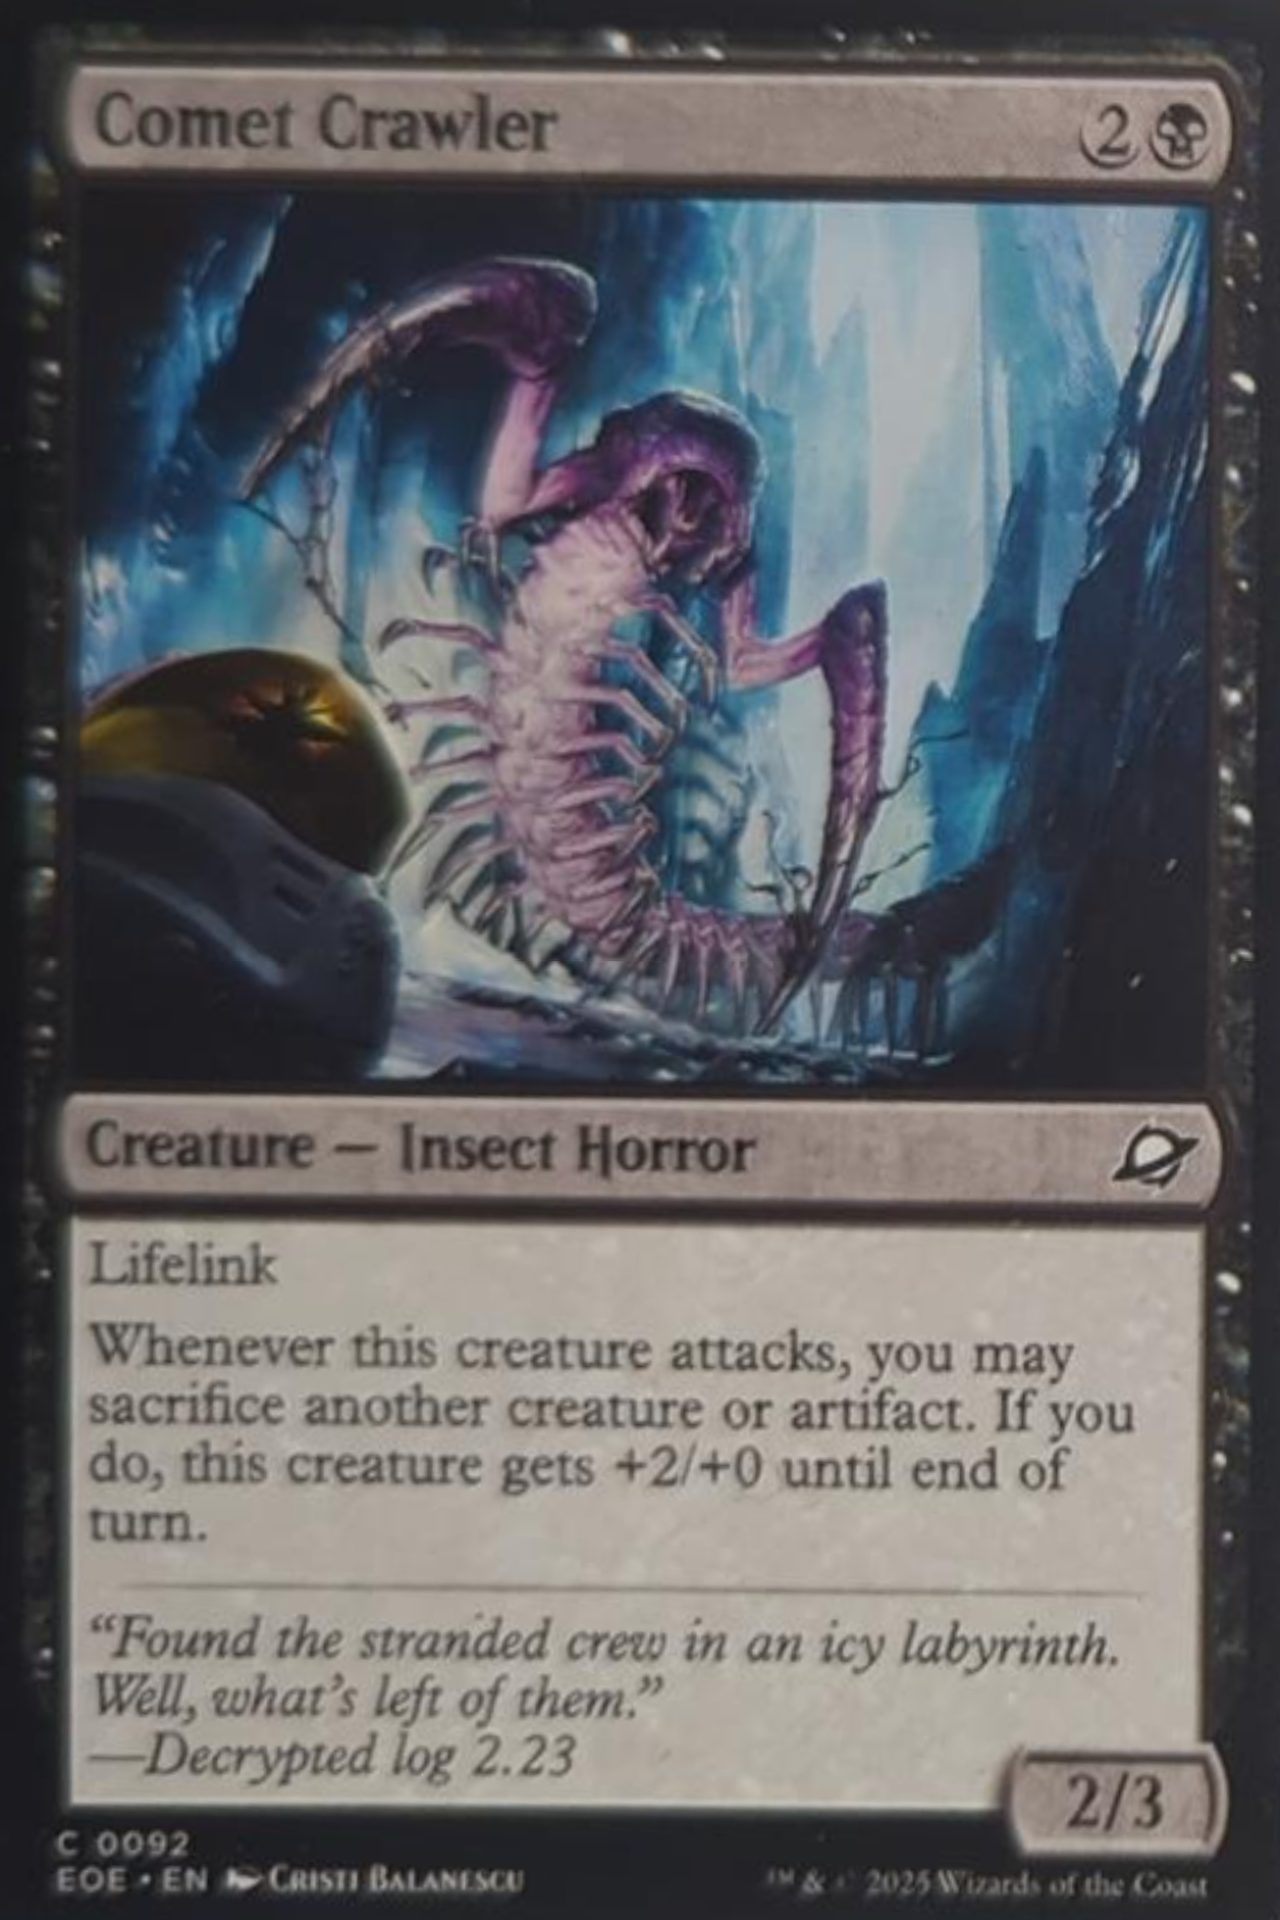 Comet Crawler 2
Creature — Insect Horror
Lifelink
Whenever this creature attacks, you may
sacrifice another creature or artifact. If you
do, this creature gets +2/+0 until end of
turn.
“Found the stranded crew in an icy labyrinth.
Well, what’s left of them.”
—Decrypted log 2.23
2/3
C 0092
EOE • EN Cristi Balanescu
™ & © 2025 Wizards of the Coast